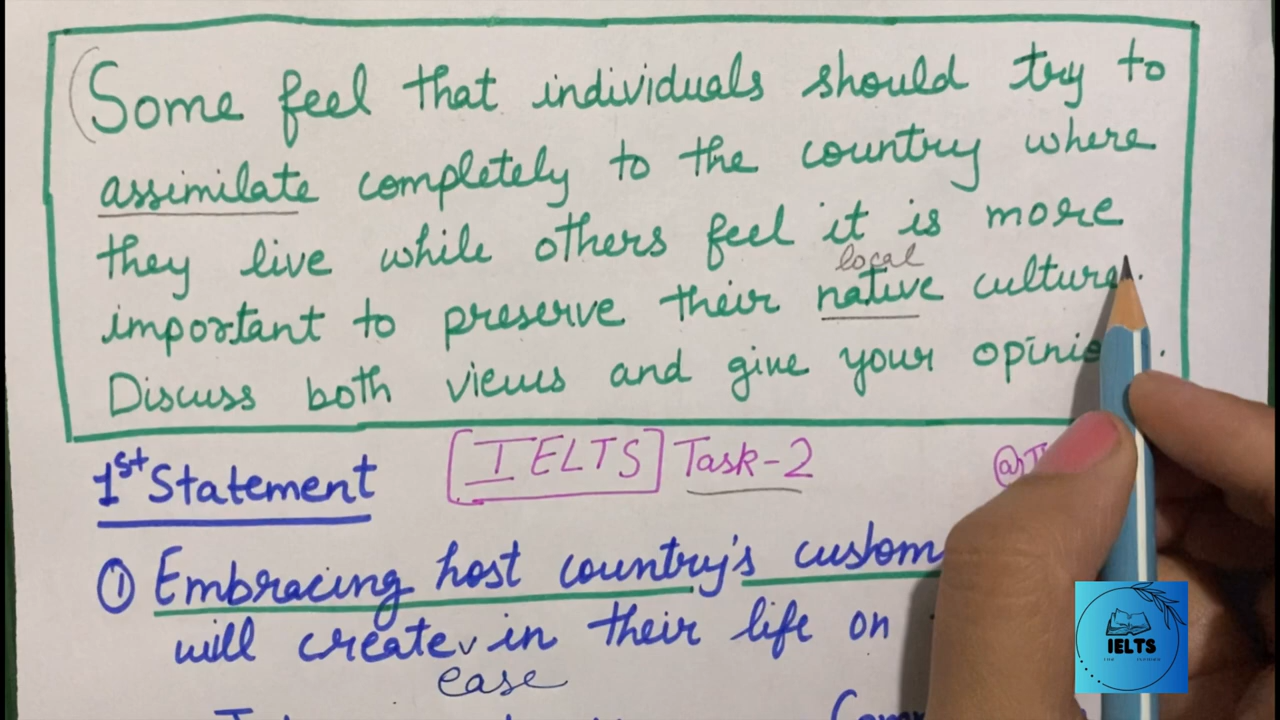 Some feel that individuals should try to
assimilate completely to the country where
they live while others feel it is more
local
important to preserve their native culture.
Discuss both views and give your
1st Statement
[IELTS] Task-2
① Embracing host country's custom
will create in their life on
ease
IELTS